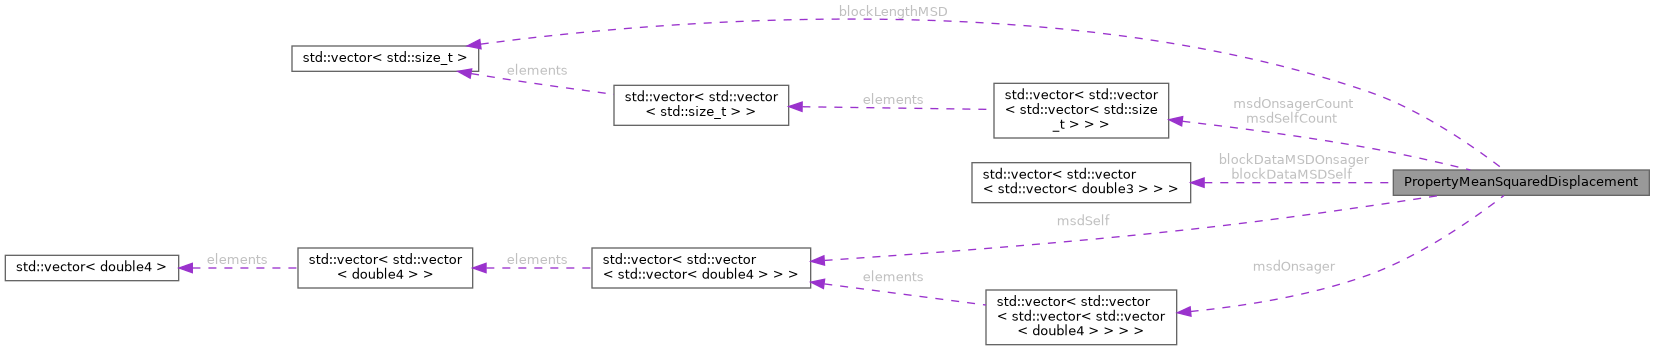 blockLengthMSD
std::vector< std::size_t >
elements
std::vector< std::vector
< std::size_t > >
elements
std::vector< std::vector
< std::vector< std::size
_t > > >
msdOnsagerCount
msdSelfCount
blockDataMSDOnsager
blockDataMSDSelf
std::vector< std::vector
< std::vector< double3 > > >
PropertyMeanSquaredDisplacement
msdSelf
std::vector< double4 >
elements
std::vector< std::vector
< double4 > >
elements
std::vector< std::vector
< std::vector< double4 > > >
elements
msdOnsager
std::vector< std::vector
< std::vector< std::vector
< double4 > > > >